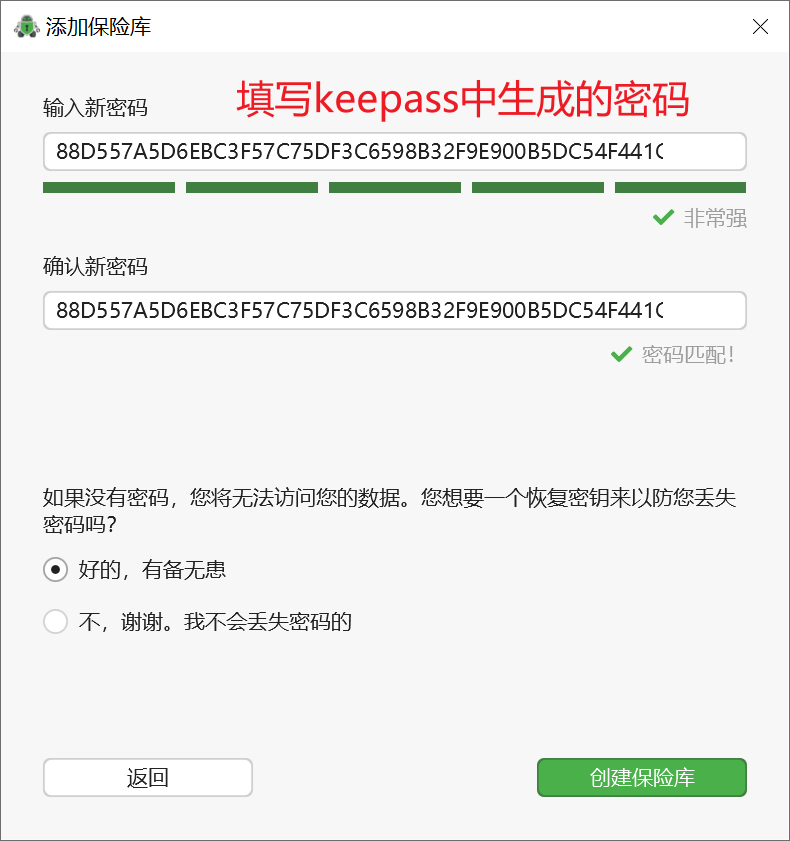 添加保险库
填写keepass中生成的密码
输入新密码
88D557A5D6EBC3F57C75DF3C6598B32F9E900B5DC54F441
非常强
确认新密码
88D557A5D6EBC3F57C75DF3C6598B32F9E900B5DC54F441
密码匹配!
如果没有密码，您将无法访问您的数据。您想要一个恢复密钥来以防您丢失
密码吗?
好的，有备无患
不，谢谢。我不会丢失密码的
返回
创建保险库